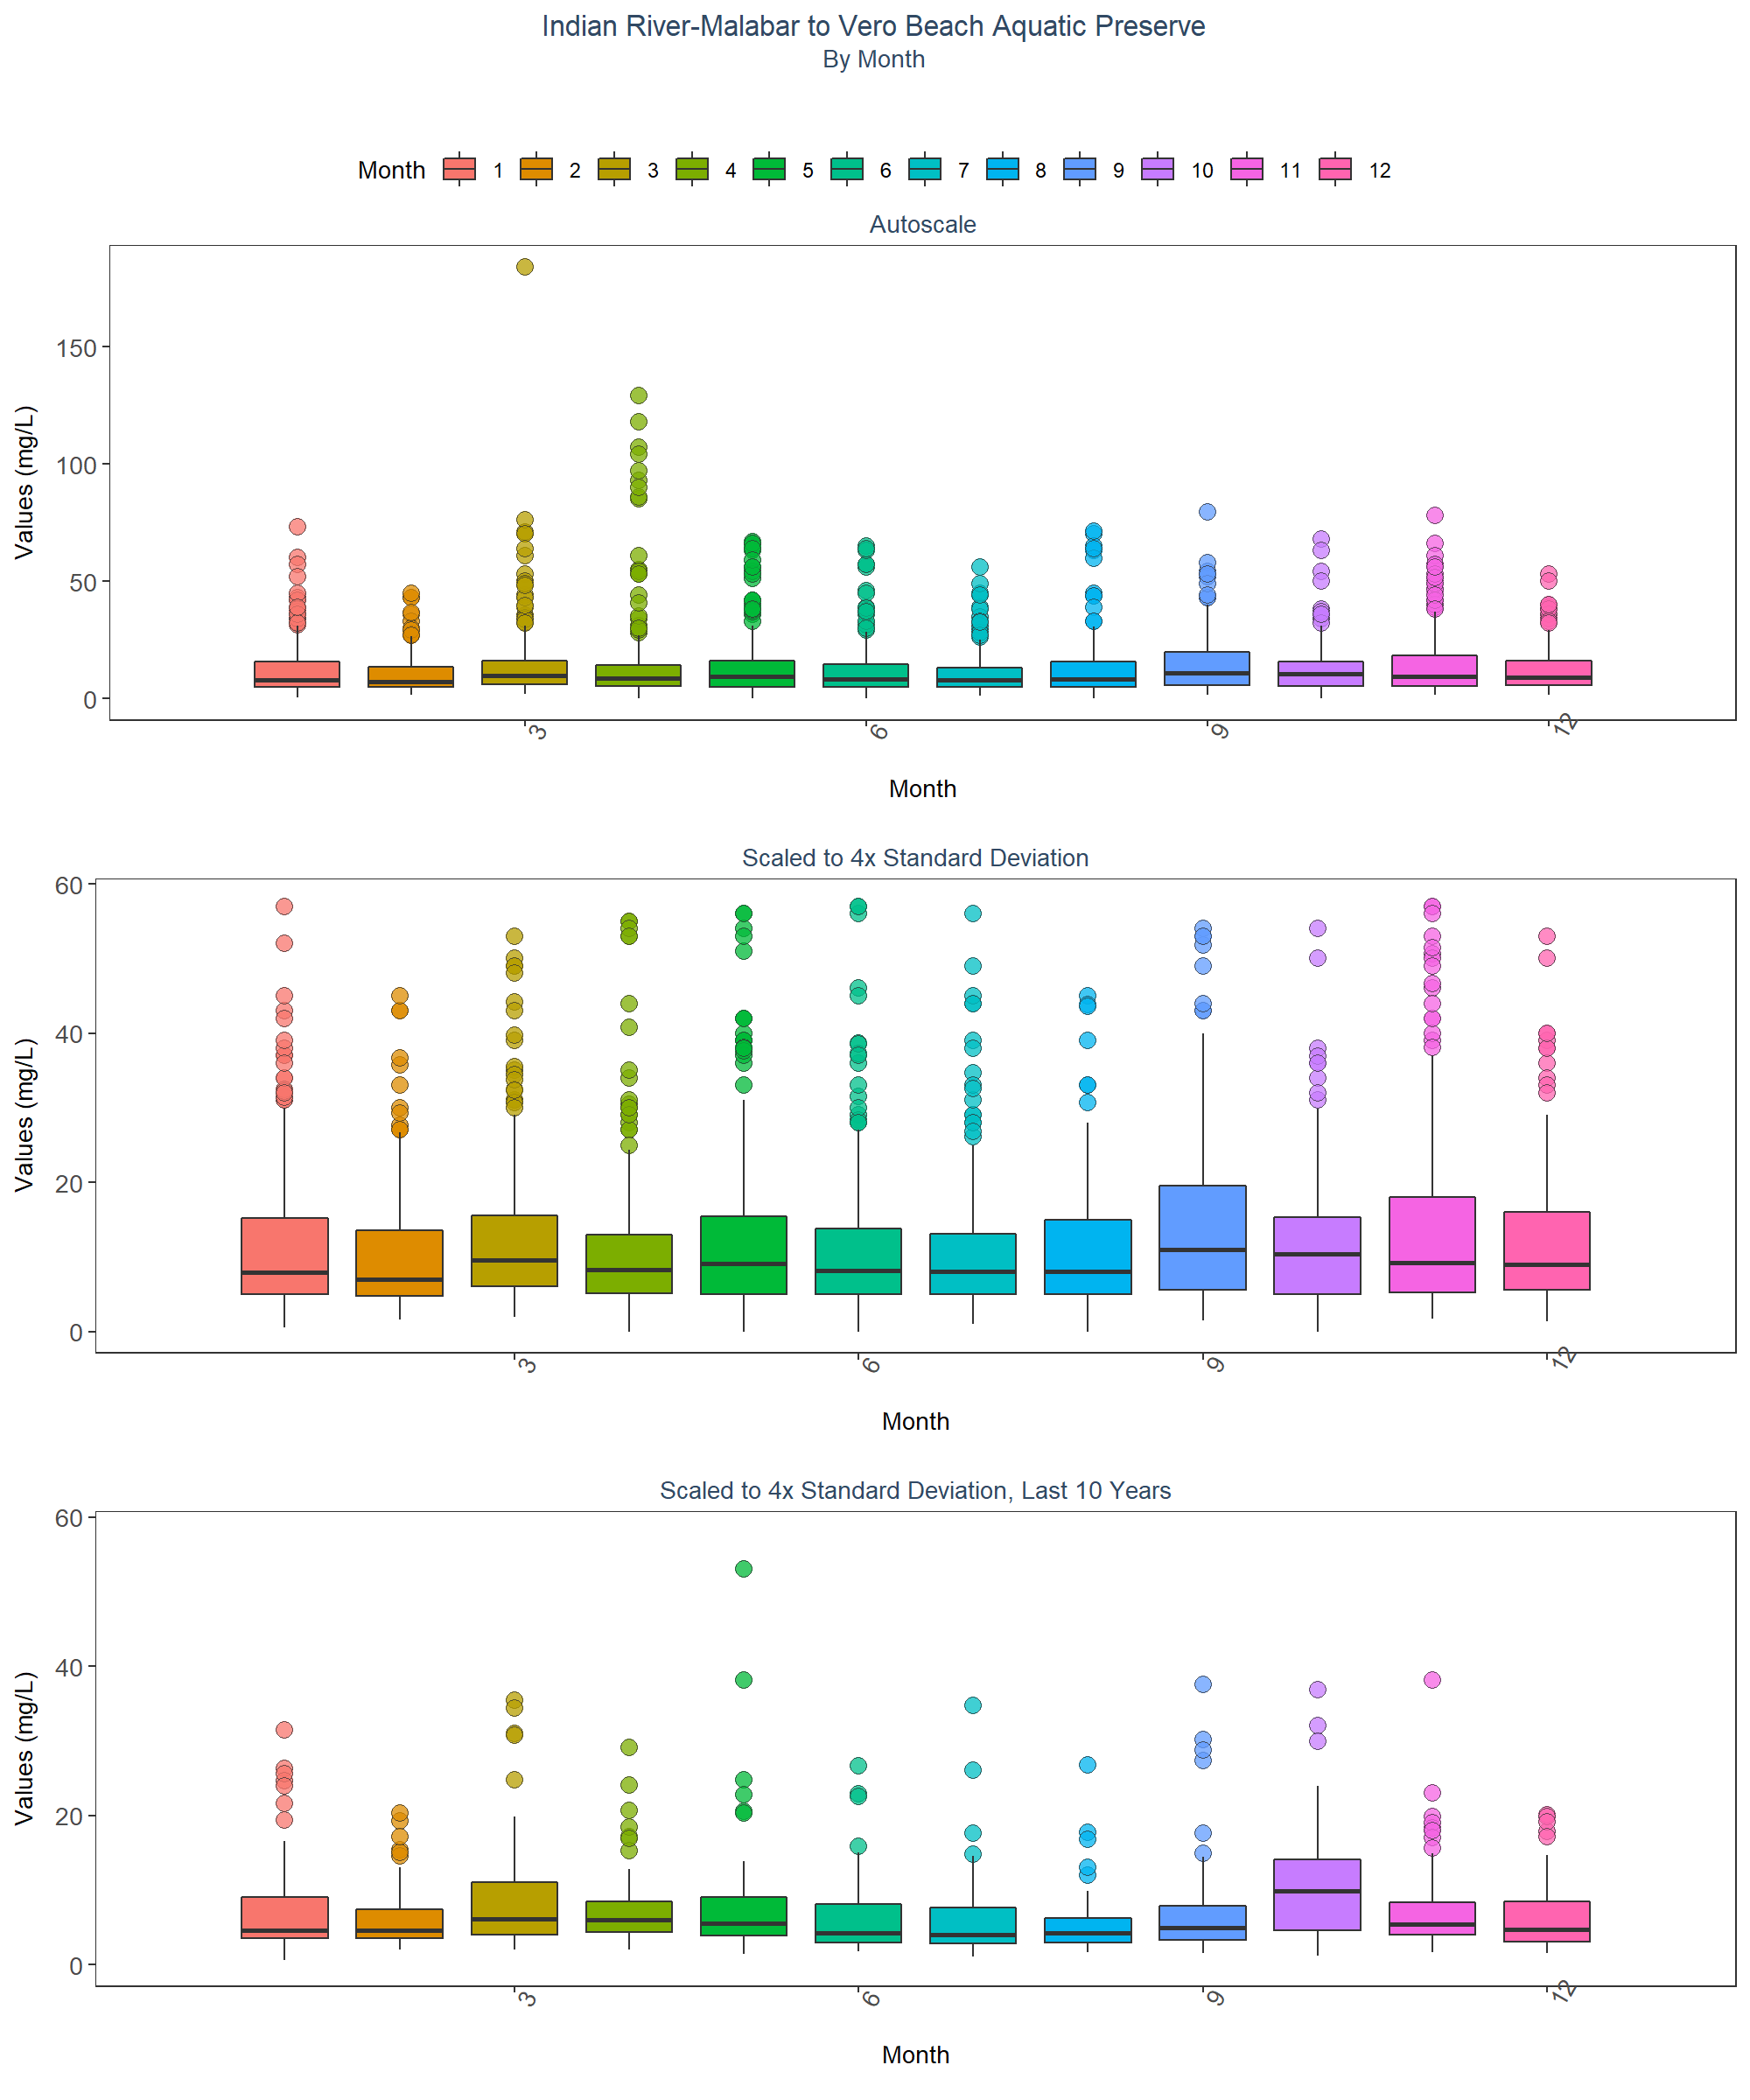 Indian River-Malabar to Vero Beach Aquatic Preserve
By Month
Month 1 2 3 4 5 6 7 8 9 10 11 12
Autoscale
Values (mg/L)
150
100
50
0
3 6 9 12
Month
Scaled to 4x Standard Deviation
Values (mg/L)
60
40
20
0
3 6 9 12
Month
Scaled to 4x Standard Deviation, Last 10 Years
Values (mg/L)
60
40
20
0
3 6 9 12
Month